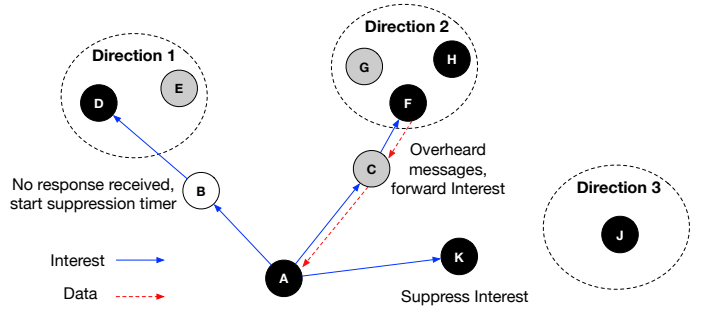 Direction 1
Direction 2
E
G
H
D
F
Overheard
messages,
forward Interest
C
No response received,
start suppression timer
B
Direction 3
J
Interest
K
A
Data
Suppress Interest